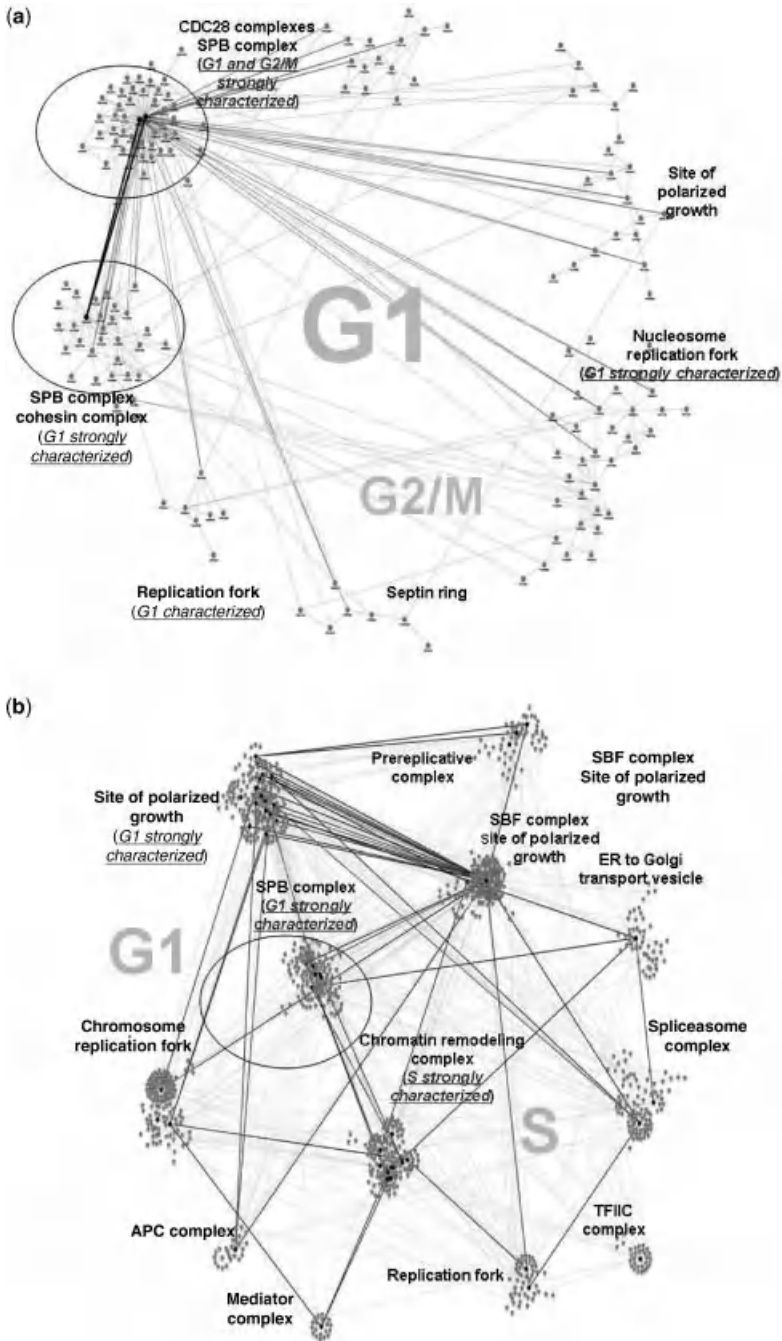 (a)
CDC28 complexes
SPB complex
(G1 and G2/M
strongly
characterized)
Site of
polarized
growth
G1
Nucleosome
replication fork
(G1 strongly characterized)
SPB complex
cohesin complex
(G1 strongly
characterized)
G2/M
Replication fork
(G1 characterized)
Septin ring
(b)
Prereplicative
complex
SBF complex
Site of polarized
growth
Site of polarized
growth
(G1 strongly
characterized)
SBF complex
site of polarized
growth
ER to Golgi
transport vesicle
SPB complex
(G1 strongly
characterized)
G1
Chromosome
replication fork
Chromatin remodeling
complex
(S strongly
characterized)
Spliceasome
complex
S
APC complex
TFIIC
complex
Replication fork
Mediator
complex